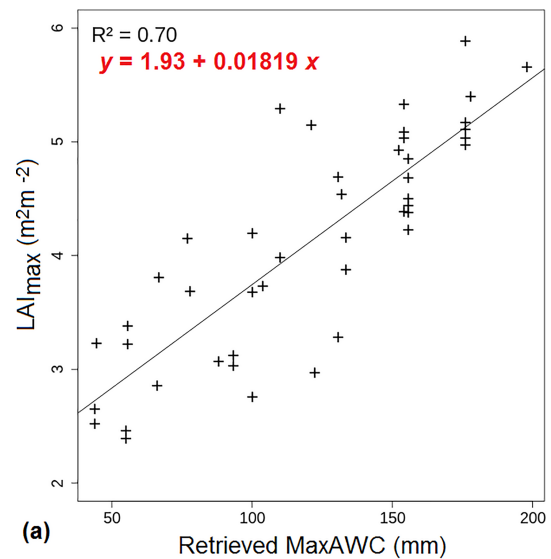 R² = 0.70
y = 1.93 + 0.01819 x
6
5
4
3
2
LAImax (m2m -2)
50 100 150 200
(a)
Retrieved MaxAWC (mm)